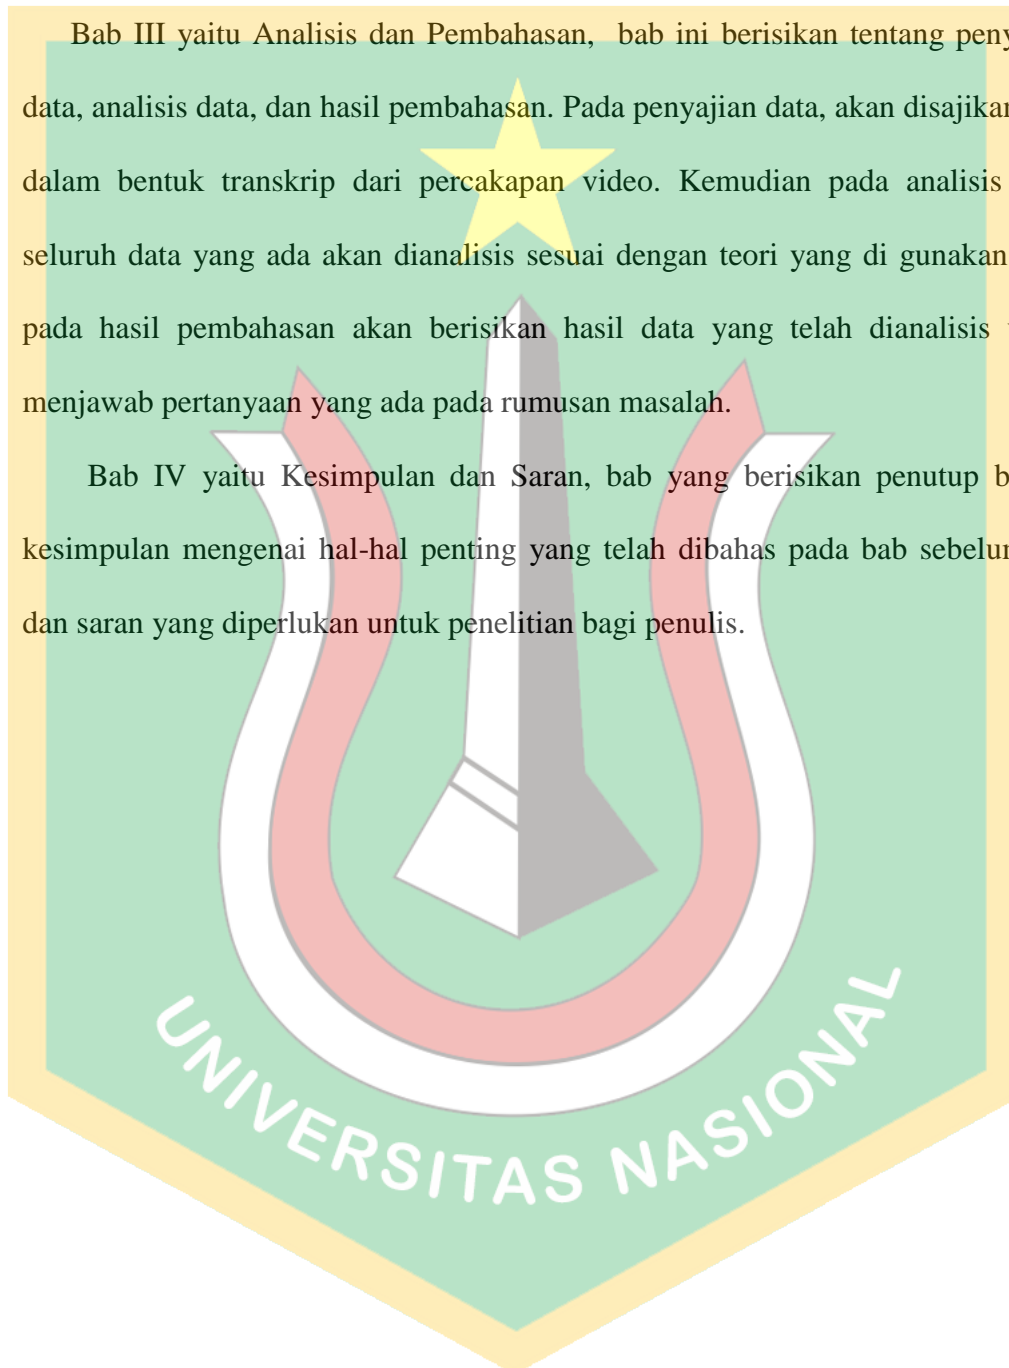 Bab III yaitu Analisis dan Pembahasan, bab ini berisikan tentang
data, analisis data, dan hasil pembahasan. Pada penyajian data, akan
dalam bentuk transkrip dari percakapan video. Kemudian pada analisis
seluruh data yang ada akan dianalisis sesuai dengan teori yang di gunakan
pada hasil pembahasan akan berisikan hasil data yang telah dianalisis
menjawab pertanyaan yang ada pada rumusan masalah.
Bab IV yaitu Kesimpulan dan Saran, bab yang berisikan penutup
kesimpulan mengenai hal-hal penting yang telah dibahas pada bab
dan saran yang diperlukan untuk penelitian bagi penulis.
UNIVERSITAS NASIONAL